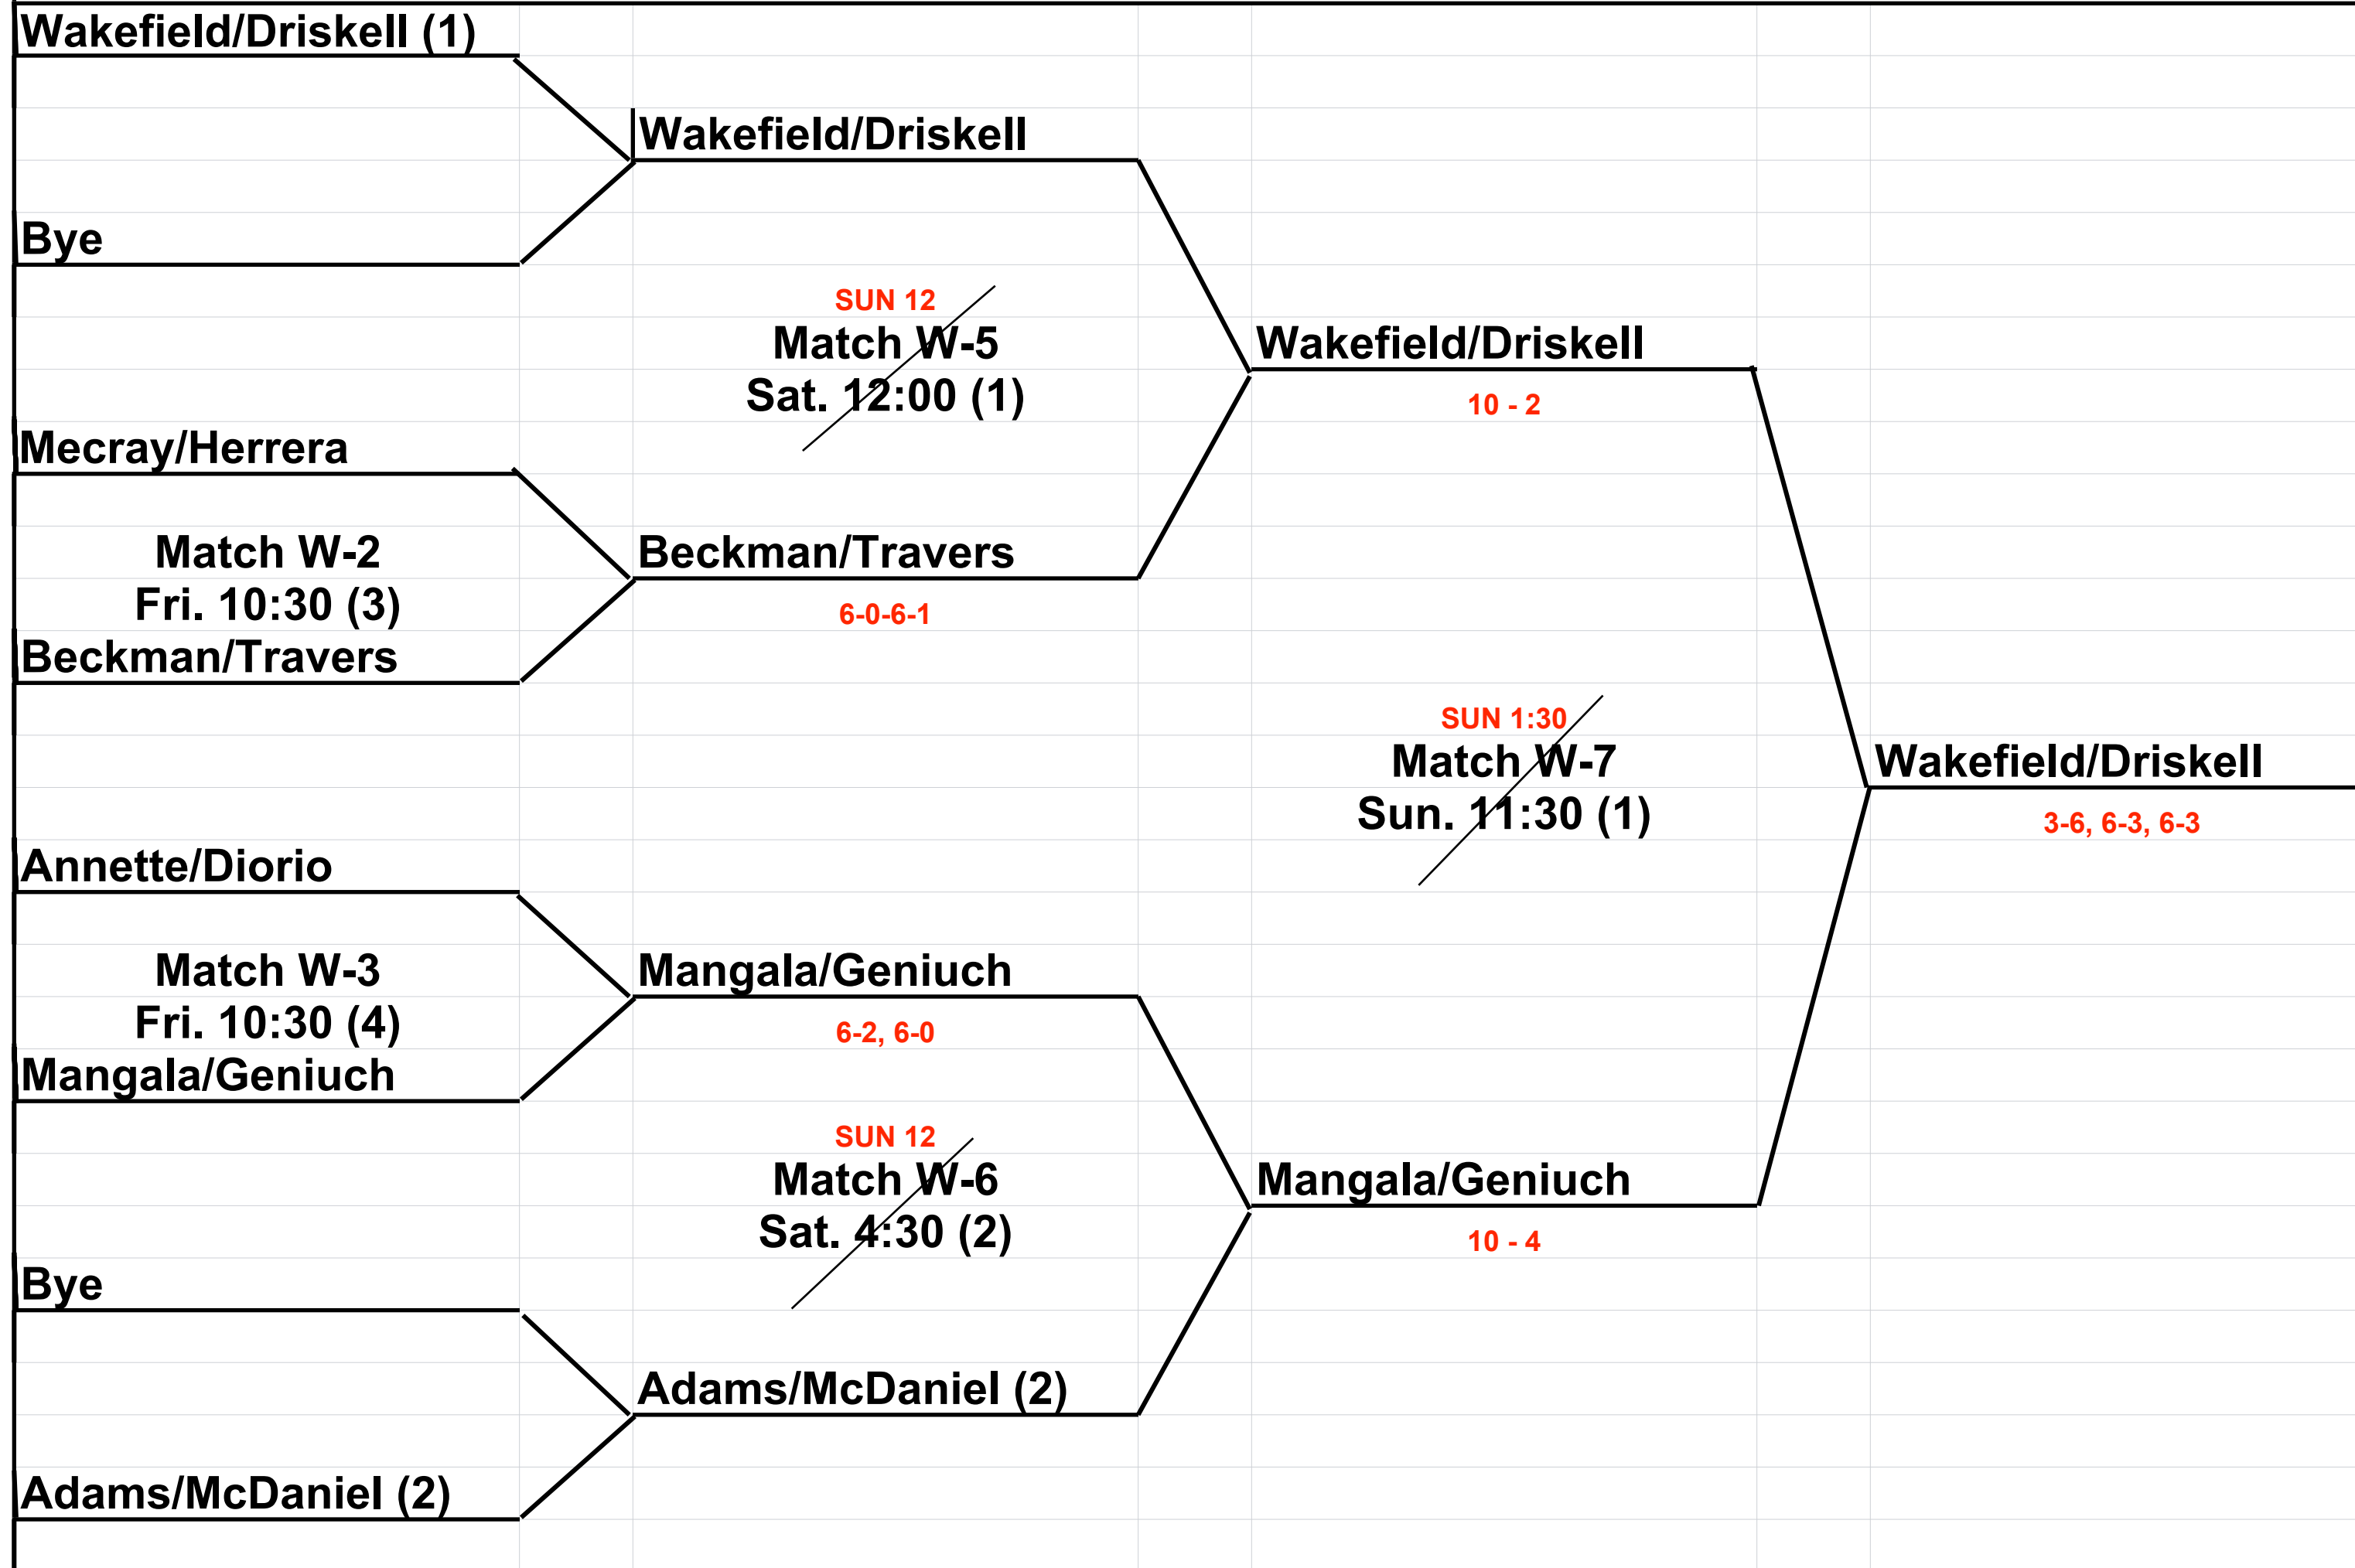 Wakefield/Driskell (1)
Wakefield/Driskell
Bye
SUN 12
Match W-5
Sat. 12:00 (1)
Wakefield/Driskell
10 - 2
Mecray/Herrera
Match W-2
Fri. 10:30 (3)
Beckman/Travers
Beckman/Travers
6-0-6-1
SUN 1:30
Match W-7
Sun. 11:30 (1)
Wakefield/Driskell
3-6, 6-3, 6-3
Annette/Diorio
Match W-3
Fri. 10:30 (4)
Mangala/Geniuch
Mangala/Geniuch
6-2, 6-0
SUN 12
Match W-6
Sat. 4:30 (2)
Mangala/Geniuch
10 - 4
Bye
Adams/McDaniel (2)
Adams/McDaniel (2)